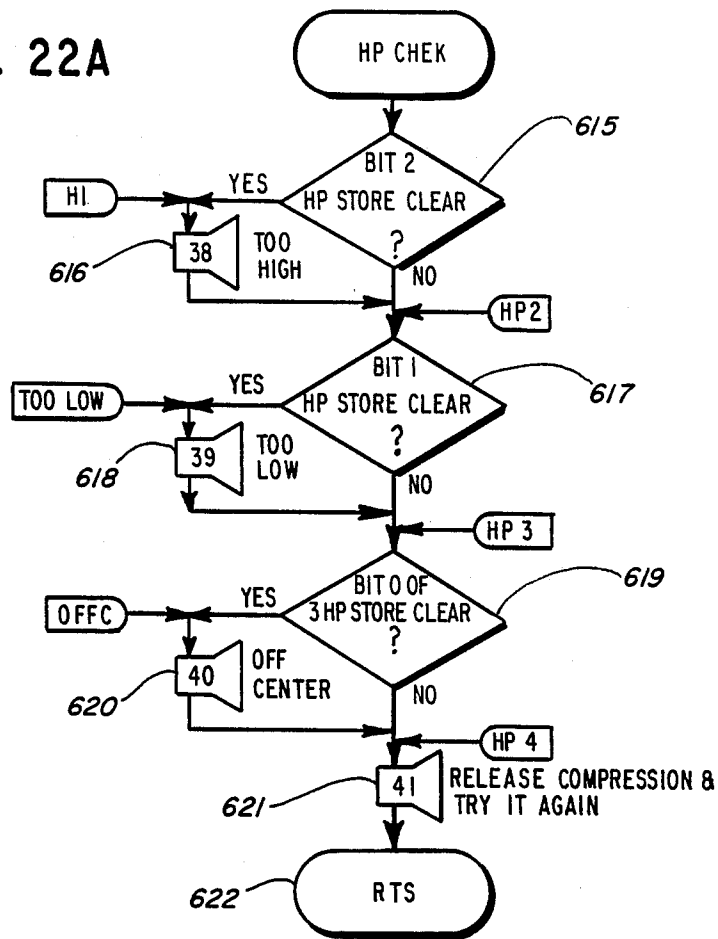 . 22A
HP CHEK
615
BIT 2
HP STORE CLEAR
?
YES
HI
38
TOO
HIGH
616
NO
HP2
BIT 1
HP STORE CLEAR
?
617
YES
TOO LOW
39
TOO
LOW
618
NO
HP 3
BIT 0 OF
3 HP STORE CLEAR
?
619
YES
OFFC
40
OFF
CENTER
620
NO
HP 4
41
RELEASE COMPRESSION &
TRY IT AGAIN
621
RTS
622